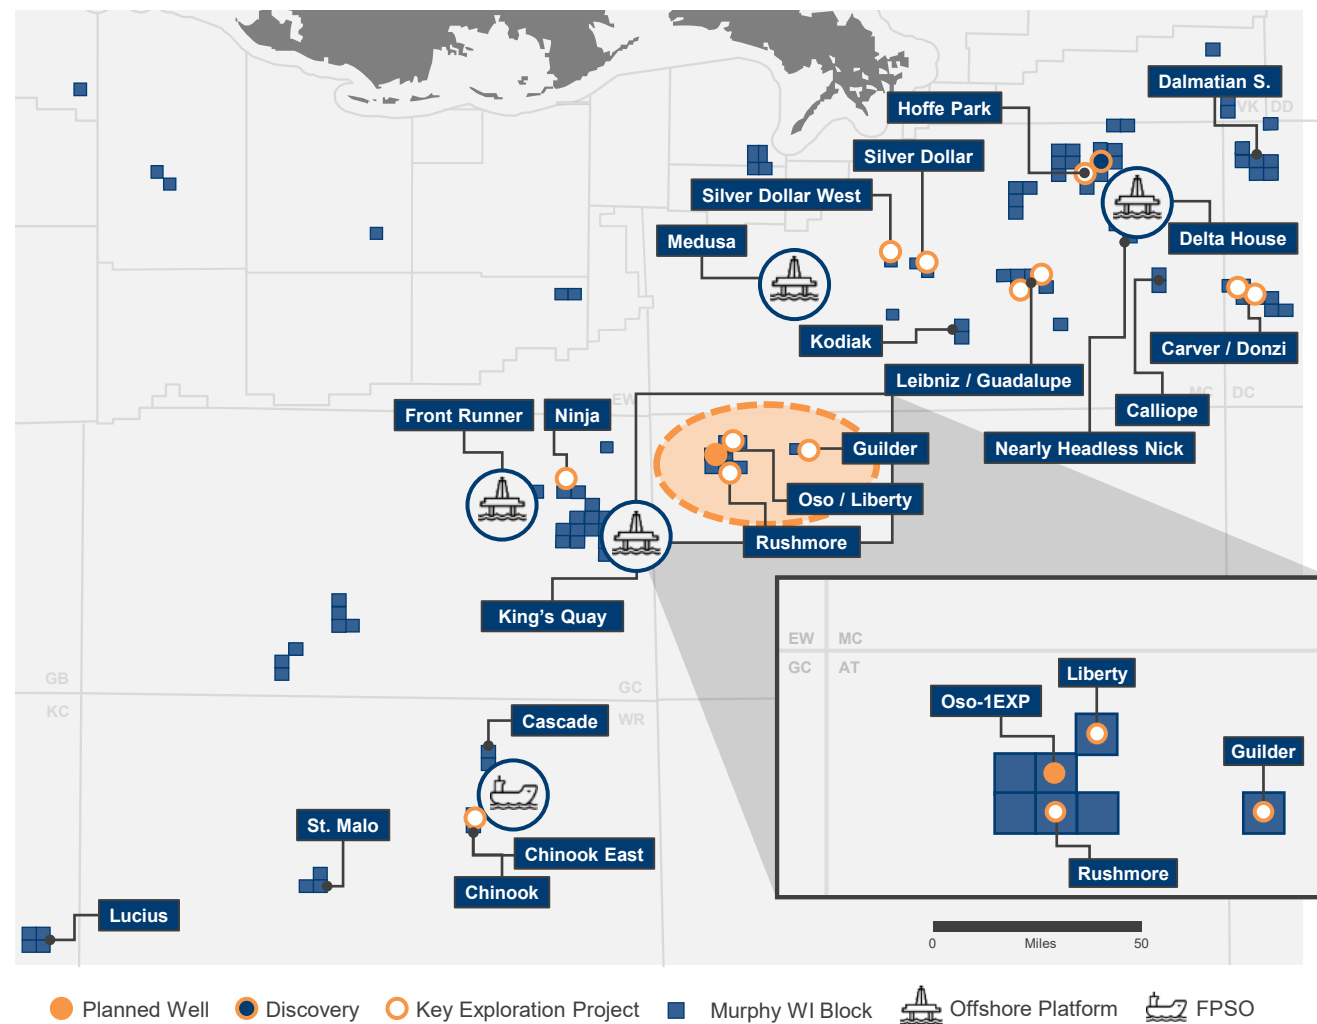 Dalmatian S.
Hoffe Park
VK
DD
Silver Dollar
Silver Dollar West
Medusa
Delta House
Kodiak
Carver / Donzi
Leibniz / Guadalupe
MC
DC
EW
Calliope
Front Runner
Ninja
Guilder
Nearly Headless Nick
Oso / Liberty
Rushmore
King's Quay
EW
MC
GC
AT
Liberty
Oso-1EXP
Guilder
Rushmore
GB
GC
KC
WR
Cascade
St. Malo
Chinook East
Chinook
Lucius
0
Miles
50
Planned Well
Discovery
Key Exploration Project
Murphy WI Block
Offshore Platform
FPSO